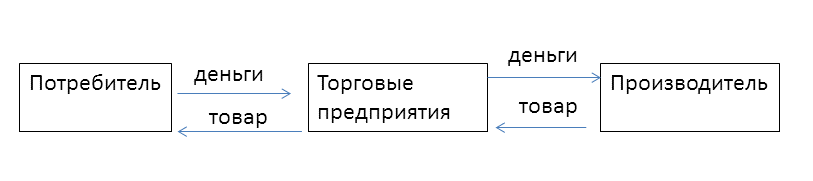 Потребитель
деньги
товар
Торговые
предприятия
деньги
товар
Производитель